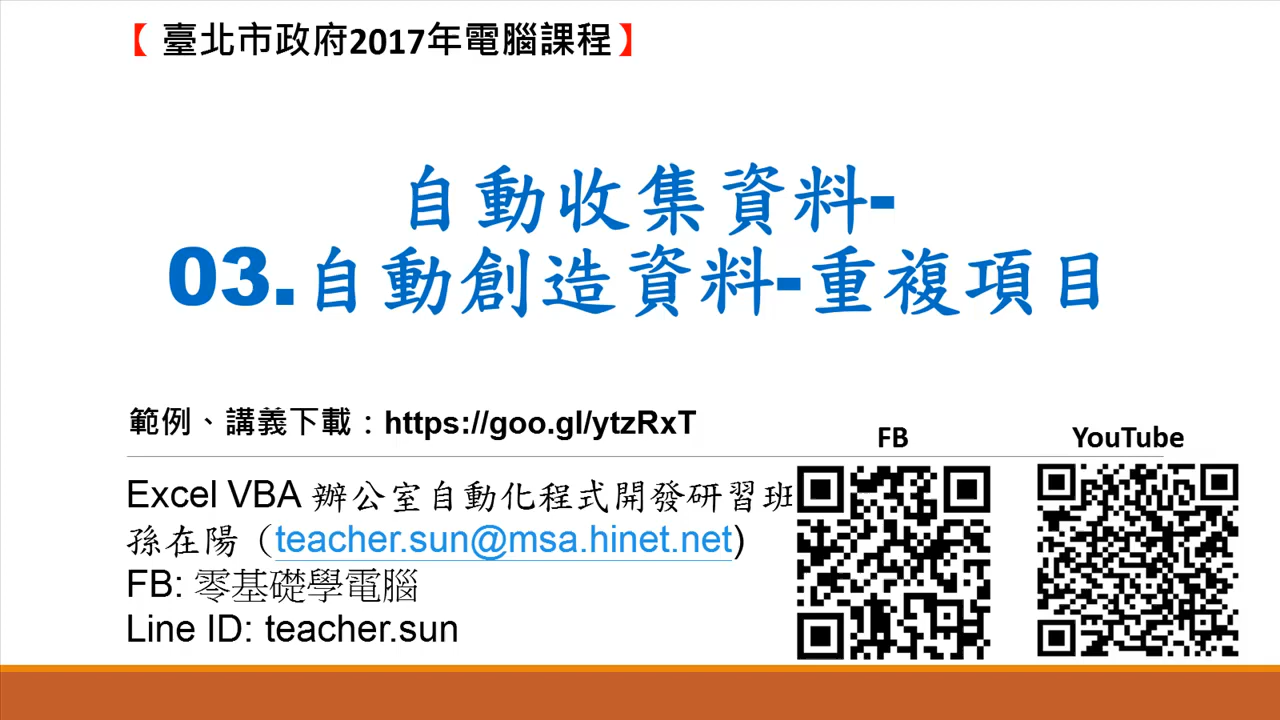 【 臺北市政府2017年電腦課程】
自動收集資料-
03.自動創造資料-重複項目
範例、講義下載：https://goo.gl/ytzRxT
FB
YouTube
Excel VBA 辦公室自動化程式開發研習班
孫在陽（teacher.sun@msa.hinet.net)
FB: 零基礎學電腦
Line ID: teacher.sun